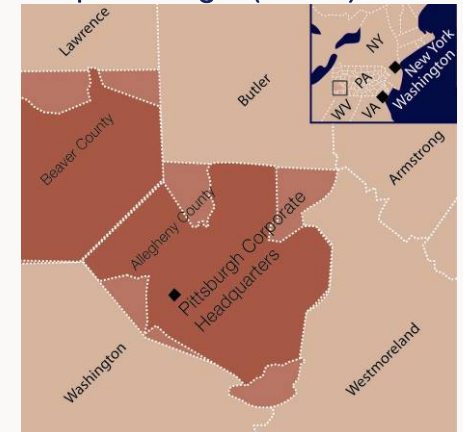 Lawrence
Butler
Beaver County
Armstrong
Allegheny County
Pittsburgh Corporate
Headquarters
Washington
Westmoreland
NY
PA
WV
VA
New York
Washington